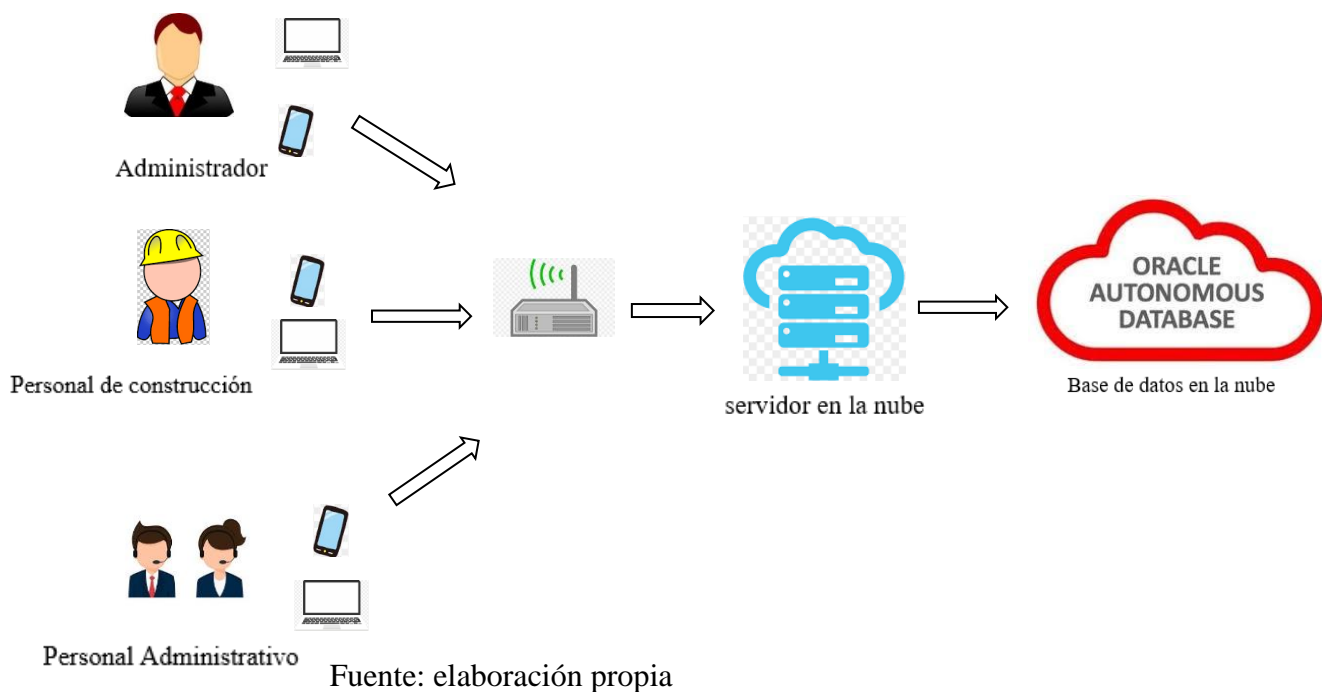 Administrador
Personal de construcción
Personal Administrativo
servidor en la nube
ORACLE
AUTONOMOUS
DATABASE
Base de datos en la nube
Fuente: elaboración propia